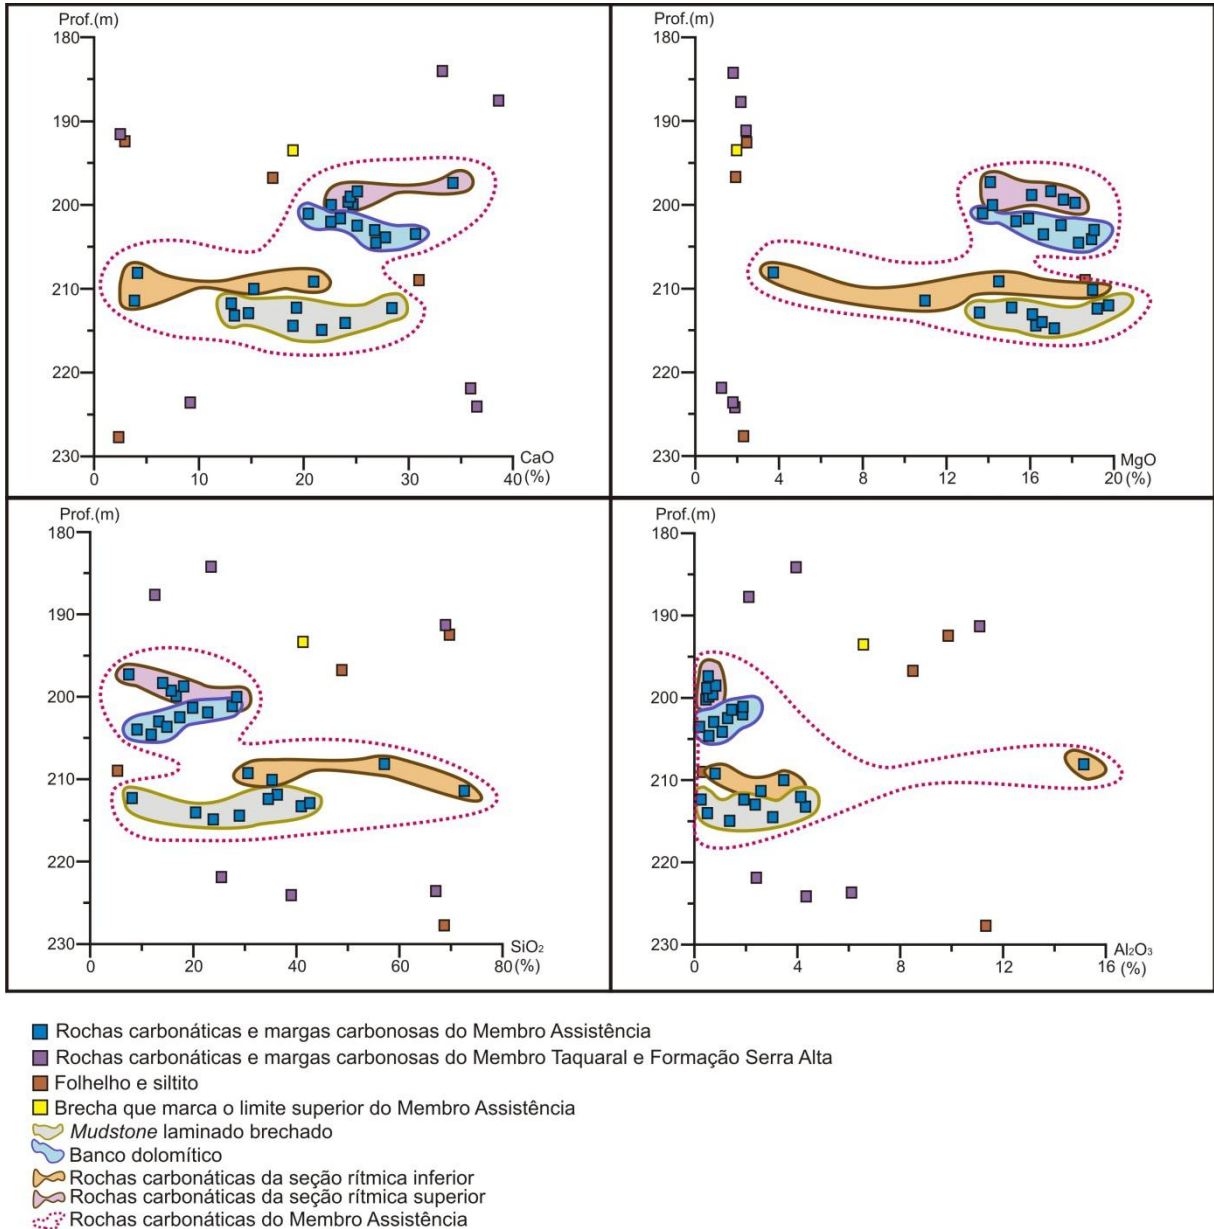 Prof.(m)
180
190
200
210
220
230
0
10
20
30
40
CaO
(%)
Prof.(m)
180
190
200
210
220
230
0
4
8
12
16
20
MgO
(%)
Prof.(m)
180
190
200
210
220
230
0
20
40
60
80
SiO₂
(%)
Prof.(m)
180
190
200
210
220
230
0
4
8
12
16
Al₂O₃
(%)
Rochas carbonáticas e margas carbonosas do Membro Assistência
Rochas carbonáticas e margas carbonosas do Membro Taquaral e Formação Serra Alta
Folhelho e siltito
Brecha que marca o limite superior do Membro Assistência
Mudstone laminado brechado
Banco dolomítico
Rochas carbonáticas da seção rítmica inferior
Rochas carbonáticas da seção rítmica superior
Rochas carbonáticas do Membro Assistência